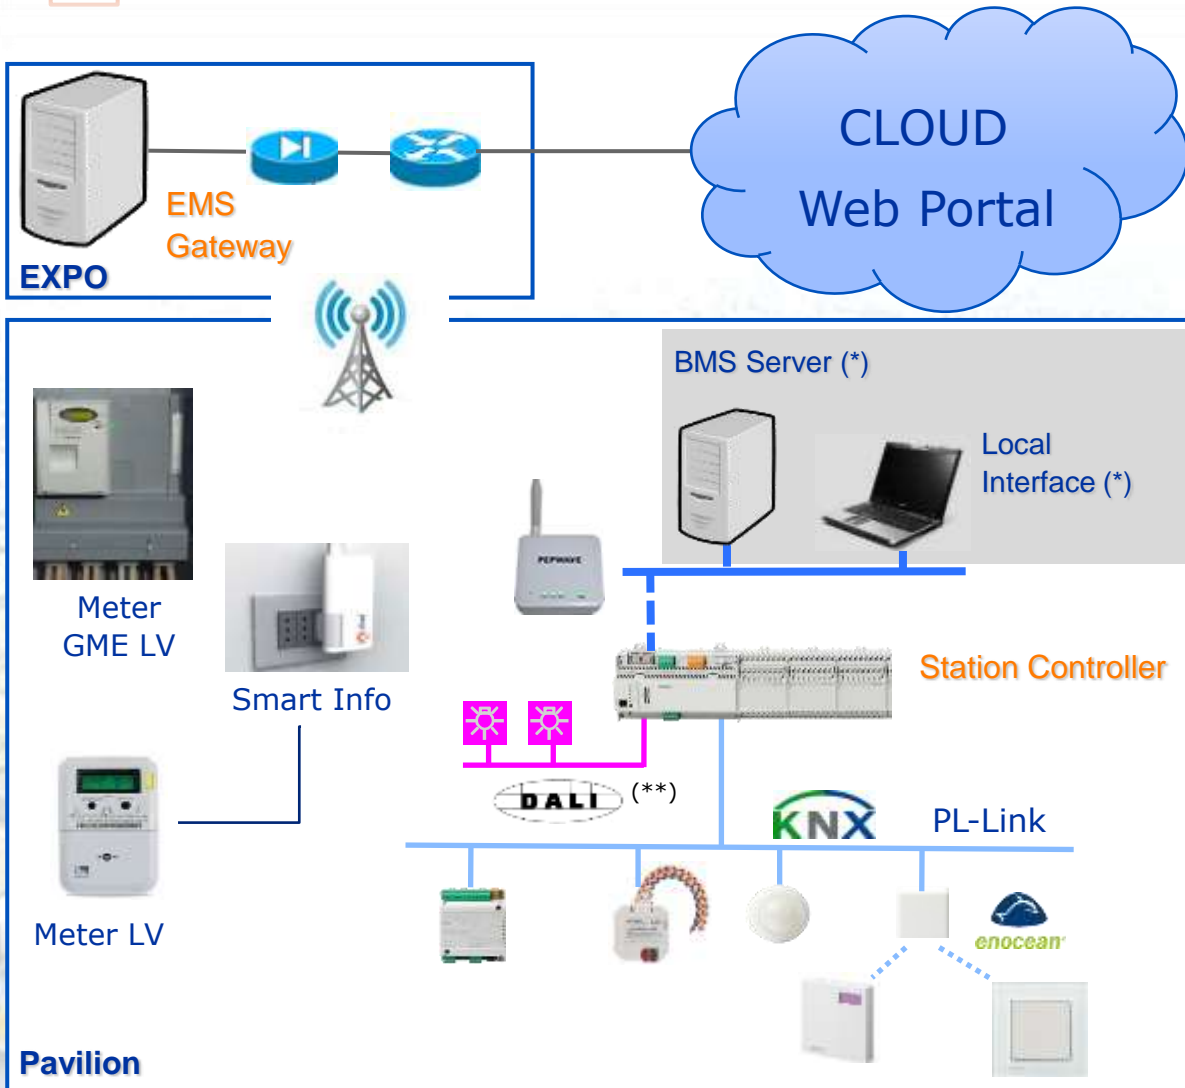 CLOUD
Web Portal
EMS
Gateway
EXPO
BMS Server (*)
Local
Interface (*)
PEPWAVE
Meter
GME LV
Smart Info
Station Controller
DALI (**)
KNX
PL-Link
Meter LV
enocean
Pavilion